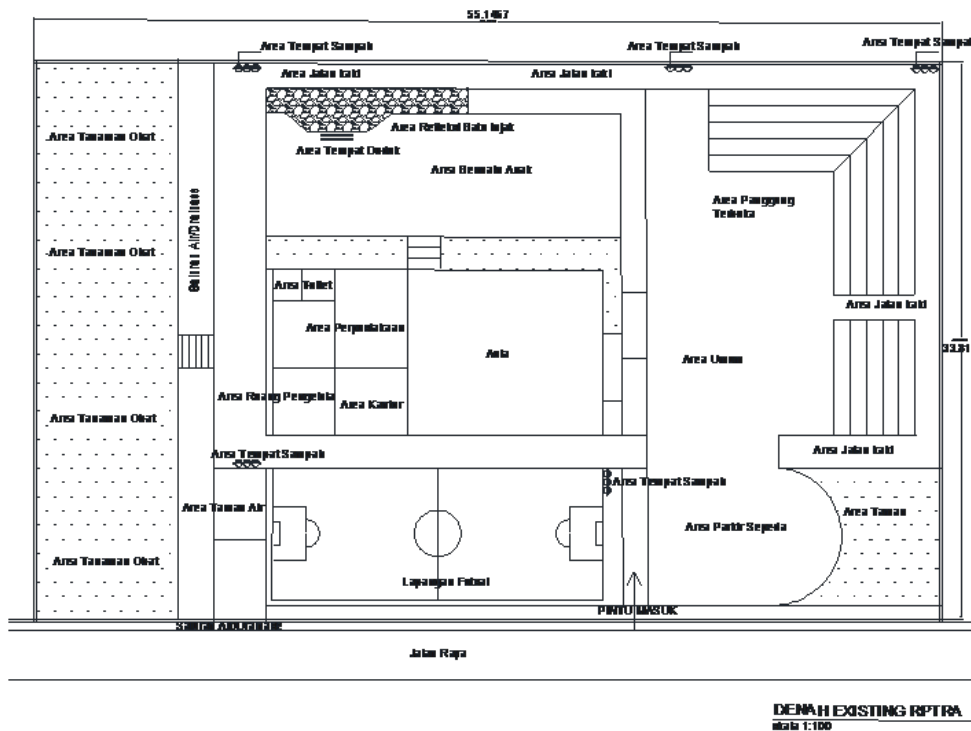 55.1467
Area Tempat Sampah
Area Tempat Sampah
Area Tempat Sampah
Area Jalan kaki
Area Jalan kaki
Area Tanaman Obat
Area Refleksi Batu Injak
Area Tempat Duduk
Area Bermain Anak
Area Panggung
Terbuka
Area Tanaman Obat
Area Toilet
Area Jalan kaki
Area Perpustakaan
Aula
Area Umum
33.81
Area Ruang Pengelola
Area Kantor
Area Tanaman Obat
Area Tempat Sampah
Area Jalan kaki
Area Tempat Sampah
Area Taman Air
Area Parkir Sepeda
Area Taman
Area Tanaman Obat
Lapangan Futsal
PINTU MASUK
Jalan Raya
DENAH EXISTING RPTRA
skala 1:100